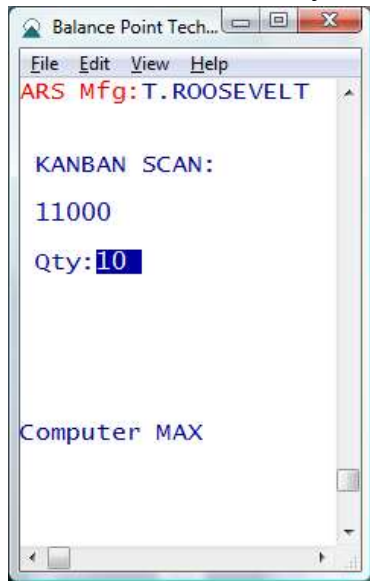 Balance Point Tech...
File Edit View Help
ARS Mfg:T.ROOSEVELT
KANBAN SCAN:
11000
Qty:10
Computer MAX